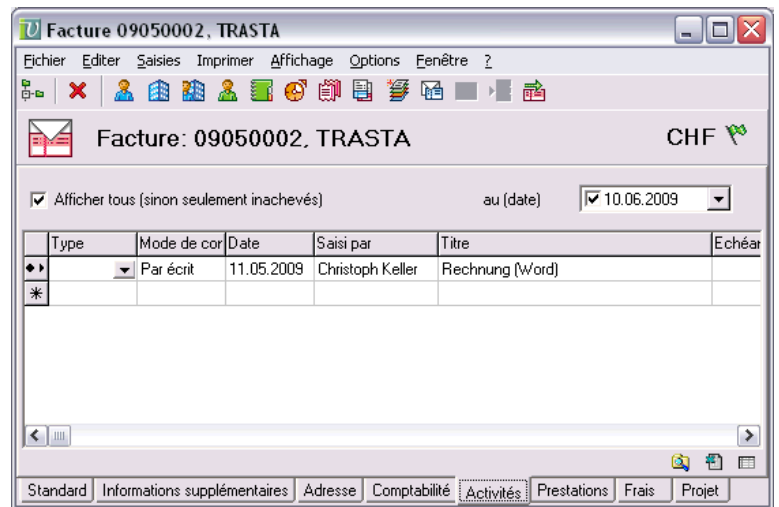 Facture 09050002, TRASTA
Fichier Editer Saisies Imprimer Affichage Options Fenêtre ?
Facture: 09050002, TRASTA CHF
Afficher tous (sinon seulement inachevés) au (date) 10.06.2009
Type Mode de cor Date Saisi par Titre Echéar
Par écrit 11.05.2009 Christoph Keller Rechnung (Word)
Standard Informations supplémentaires Adresse Comptabilité Activités Prestations Frais Projet